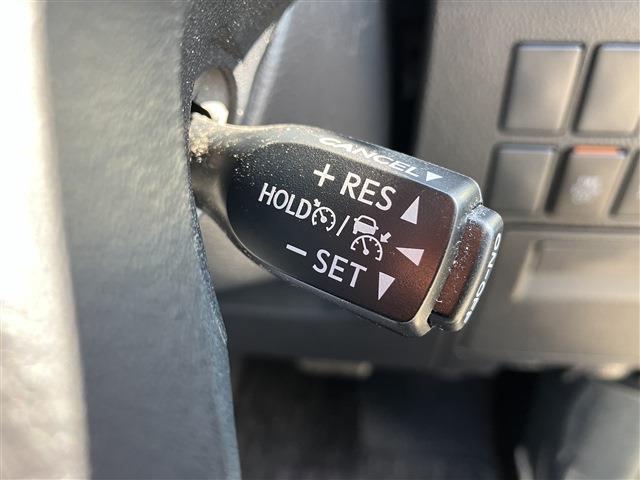 CANCEL▼
+ RES ▲
HOLD /
− SET ▼
ON-OFF